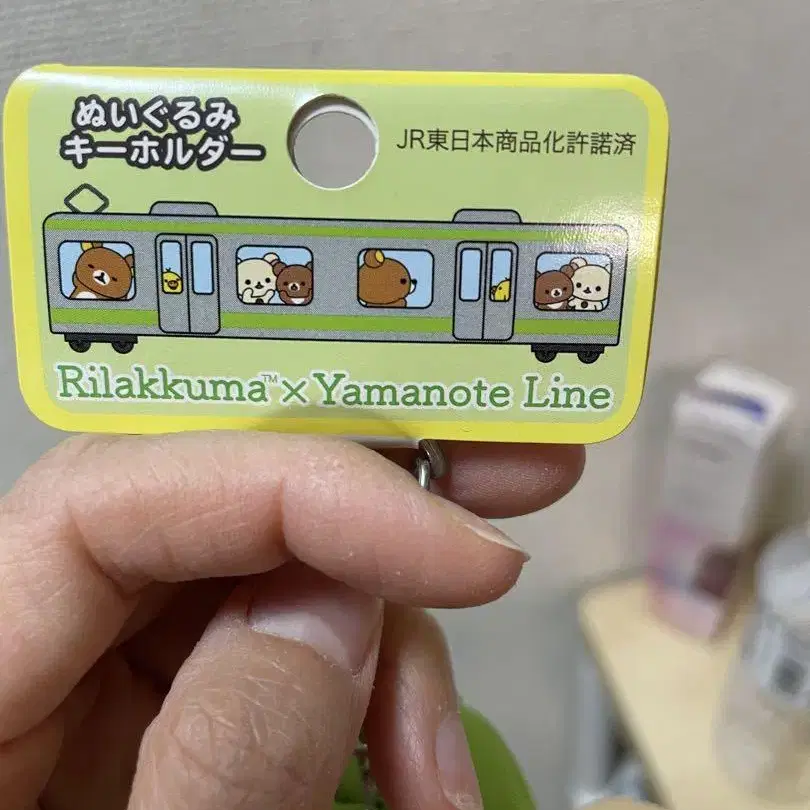 ぬいぐるみ
キーホルダー
JR東日本商品化許諾済
Rilakkuma™×Yamanote Line